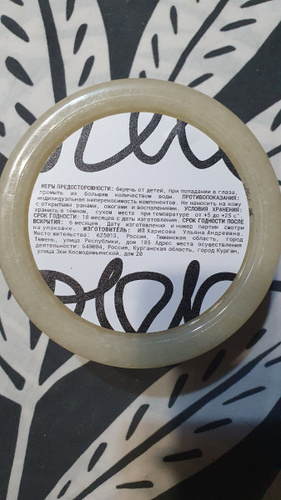 МЕРЫ ПРЕДОСТОРОЖНОСТИ: беречь от детей, при попадании в глаза
промыть их большим количеством воды. ПРОТИВОПОКАЗАНИЯ:
индивидуальная непереносимость компонентов. Не наносить на кожу
с открытыми ранами, ожогами и воспалениями. УСЛОВИЯ ХРАНЕНИЯ:
хранить в тёмном, сухом месте при температуре от +5 до +25 с°.
СРОК ГОДНОСТИ: 18 месяцев с даты изготовления. СРОК ГОДНОСТИ ПОСЛЕ
ВСКРЫТИЯ: 6 месяцев. Дату изготовления и номер партии смотри
на упаковке. ИЗГОТОВИТЕЛЬ: ИП Харисова Ульяна Андреевна.
Место жительства: 625013, Россия, Тюменская область, город
Тюмень, улица Республики, дом 185 Адрес места осуществления
деятельности: 640004, Россия, Курганская область, город Курган,
улица Зои Космодемьянской, дом 20